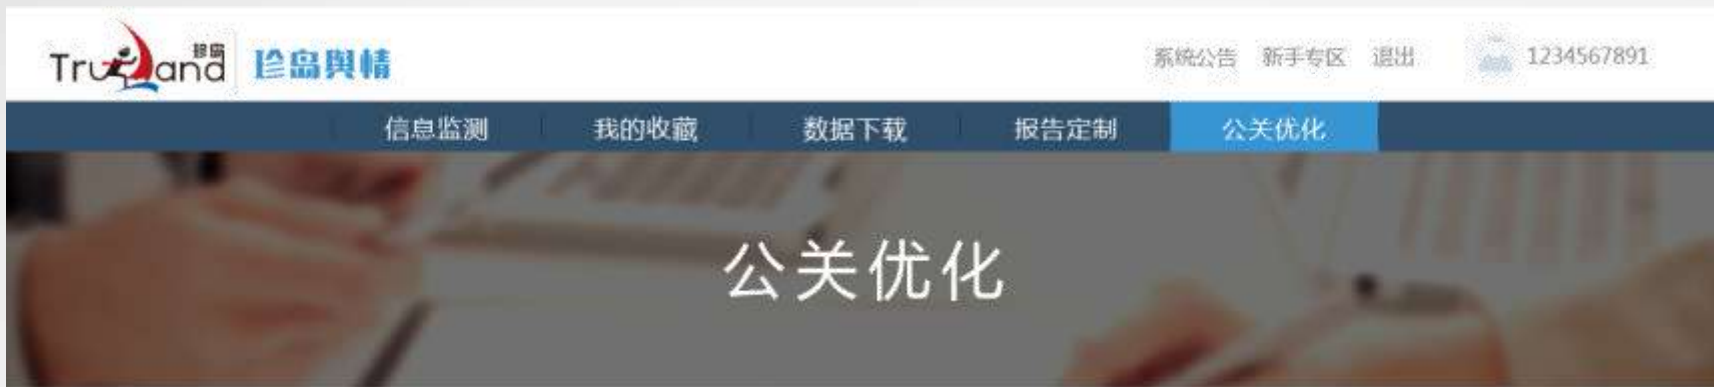 Trueland 珍岛 珍岛舆情
系统公告 新手专区 退出 1234567891
信息监测 我的收藏 数据下载 报告定制 公关优化
公关优化